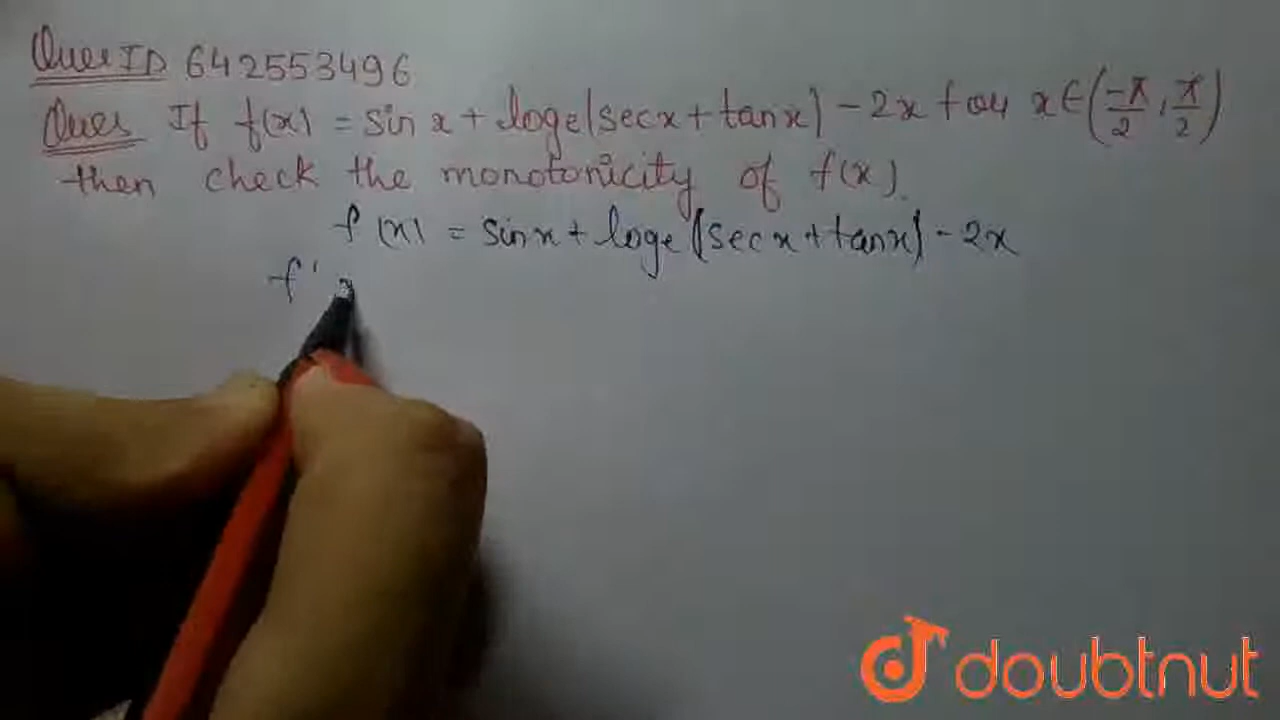 Ques ID 642553496
Ques If f(x) = sin x + loge(sec x + tan x) - 2x for x ∈ (-π/2, π/2)
then check the monotonicity of f(x).
f(x) = sin x + loge(sec x + tan x) - 2x
f'
doubtnut